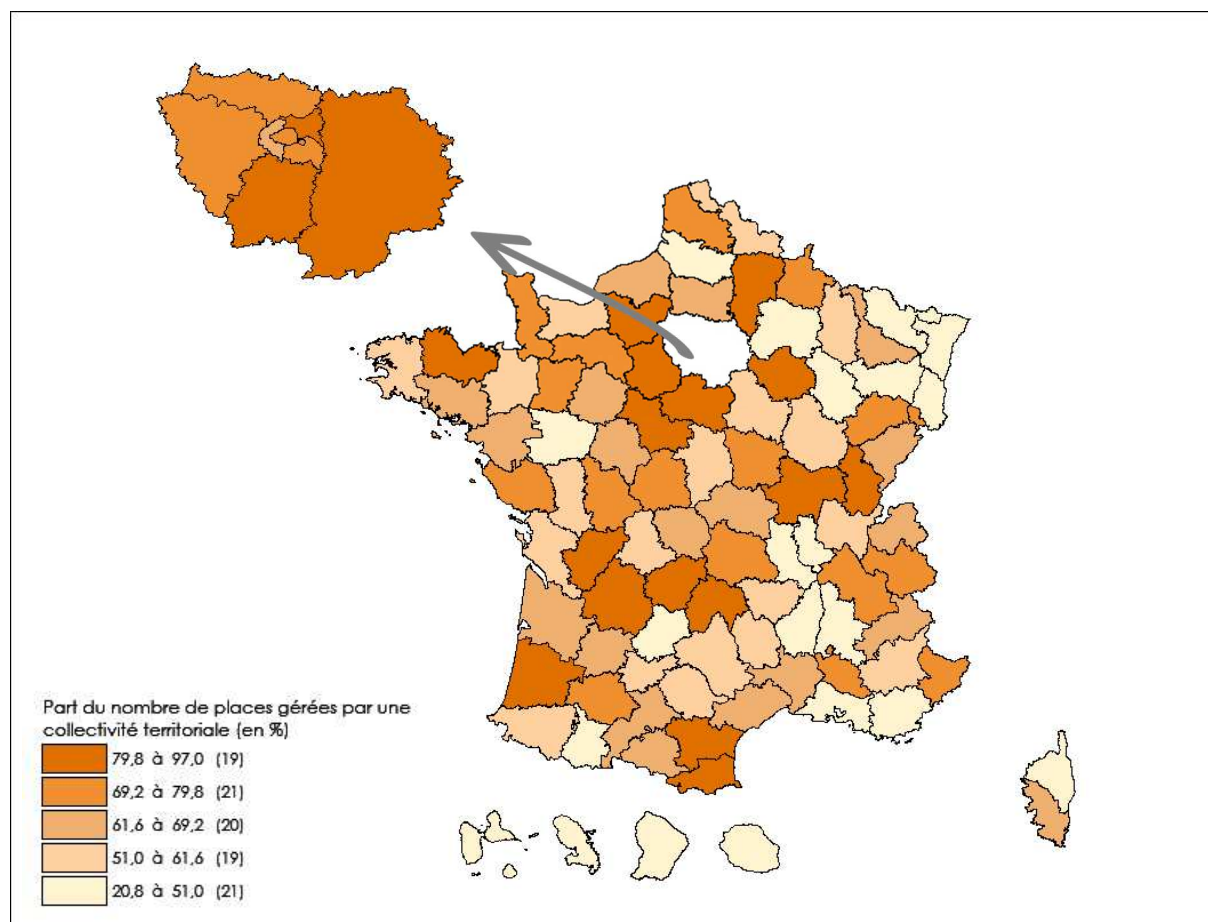 Part du nombre de places gérées par une
collectivité territoriale (en %)
79,8 à 97,0 (19)
69,2 à 79,8 (21)
61,6 à 69,2 (20)
51,0 à 61,6 (19)
20,8 à 51,0 (21)